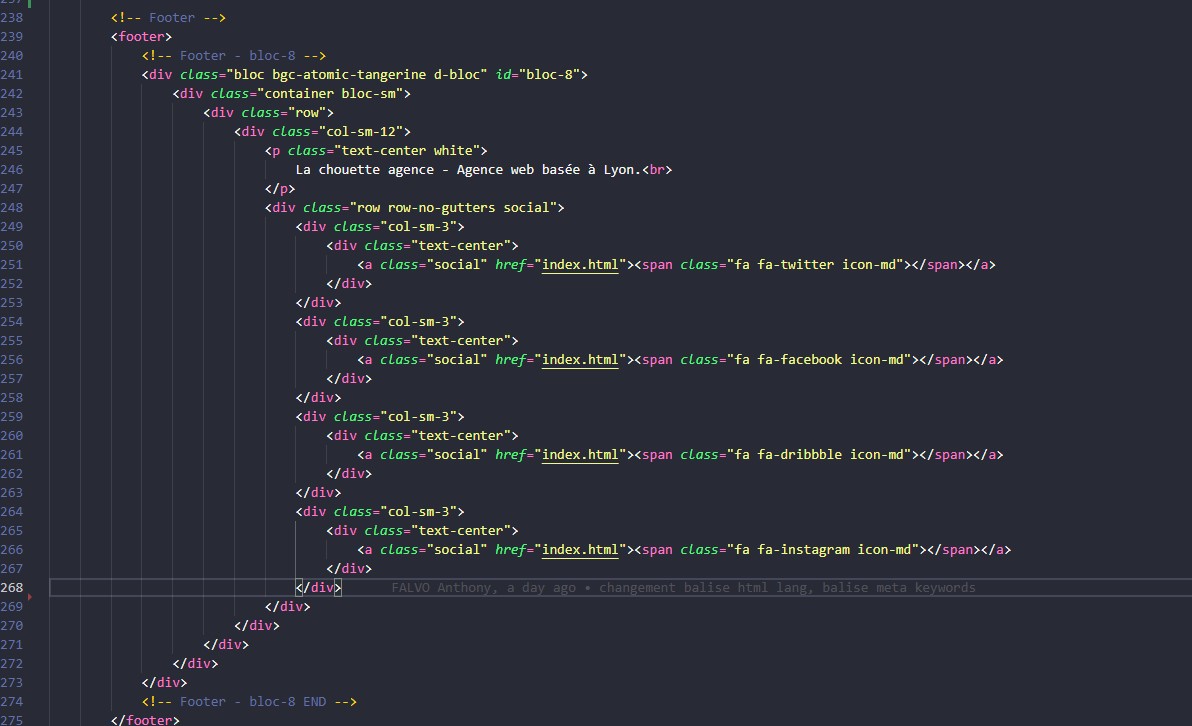 238 <!-- Footer -->
239 <footer>
240 <!-- Footer - bloc-8 -->
241 <div class="bloc bgc-atomic-tangerine d-bloc" id="bloc-8">
242 <div class="container bloc-sm">
243 <div class="row">
244 <div class="col-sm-12">
245 <p class="text-center white">
246 La chouette agence - Agence web basée à Lyon.<br>
247 </p>
248 <div class="row row-no-gutters social">
249 <div class="col-sm-3">
250 <div class="text-center">
251 <a class="social" href="index.html"><span class="fa fa-twitter icon-md"></span></a>
252 </div>
253 </div>
254 <div class="col-sm-3">
255 <div class="text-center">
256 <a class="social" href="index.html"><span class="fa fa-facebook icon-md"></span></a>
257 </div>
258 </div>
259 <div class="col-sm-3">
260 <div class="text-center">
261 <a class="social" href="index.html"><span class="fa fa-dribbble icon-md"></span></a>
262 </div>
263 </div>
264 <div class="col-sm-3">
265 <div class="text-center">
266 <a class="social" href="index.html"><span class="fa fa-instagram icon-md"></span></a>
267 </div>
268 </div> FALVO Anthony, a day ago • changement balise html lang, balise meta keywords
269 </div>
270 </div>
271 </div>
272 </div>
273 </div>
274 <!-- Footer - bloc-8 END -->
275 </footer>